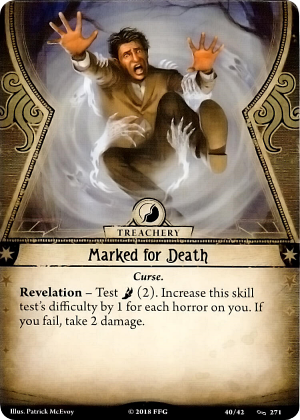 TREACHERY
Marked for Death
Curse.
Revelation – Test (2). Increase this skill
test's difficulty by 1 for each horror on you. If
you fail, take 2 damage.
Illus. Patrick McEvoy © 2018 FFG 40/42 271